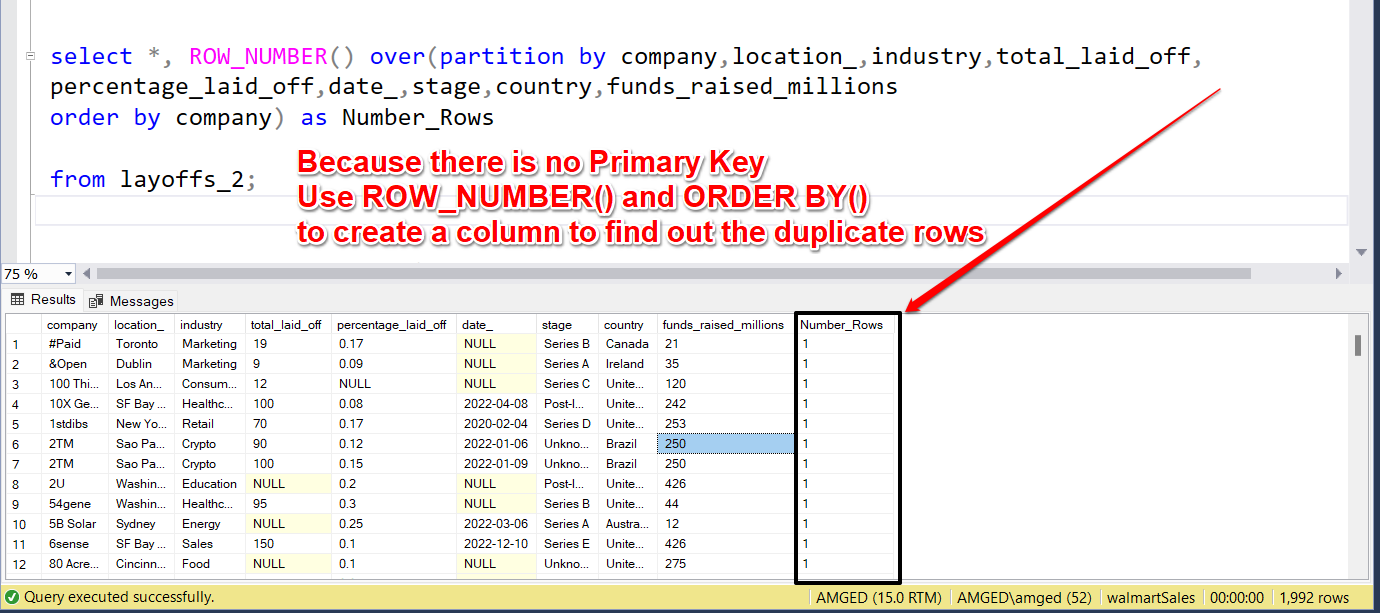 select *, ROW_NUMBER() over(partition by company,location_,industry,total_laid_off,
percentage_laid_off,date_,stage,country,funds_raised_millions
order by company) as Number_Rows
from layoffs_2;
Because there is no Primary Key
Use ROW_NUMBER() and ORDER BY()
to create a column to find out the duplicate rows
75 %
Results Messages
company location_ industry total_laid_off percentage_laid_off date_ stage country funds_raised_millions Number_Rows
1 #Paid Toronto Marketing 19 0.17 NULL Series B Canada 21 1
2 &Open Dublin Marketing 9 0.09 NULL Series A Ireland 35 1
3 100 Thi... Los An... Consum... 12 NULL NULL Series C Unite... 120 1
4 10X Ge... SF Bay ... Healthc... 100 0.08 2022-04-08 Post-I... Unite... 242 1
5 1stdibs New Yo... Retail 70 0.17 2020-02-04 Series D Unite... 253 1
6 2TM Sao Pa... Crypto 90 0.12 2022-01-06 Unkno... Brazil 250 1
7 2TM Sao Pa... Crypto 100 0.15 2022-01-09 Unkno... Brazil 250 1
8 2U Washin... Education NULL 0.2 NULL Post-I... Unite... 426 1
9 54gene Washin... Healthc... 95 0.3 NULL Series B Unite... 44 1
10 5B Solar Sydney Energy NULL 0.25 2022-03-06 Series A Austra... 12 1
11 6sense SF Bay ... Sales 150 0.1 2022-12-10 Series E Unite... 426 1
12 80 Acre... Cincinn... Food NULL 0.1 NULL Unkno... Unite... 275 1
Query executed successfully. AMGED (15.0 RTM) AMGED\amged (52) walmartSales 00:00:00 1,992 rows